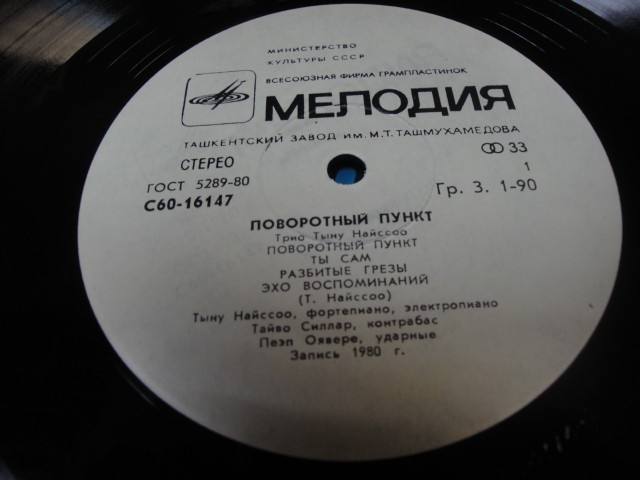 МИНИСТЕРСТВО
КУЛЬТУРЫ СССР
ВСЕСОЮЗНАЯ ФИРМА ГРАМПЛАСТИНОК
МЕЛОДИЯ
ТАШКЕНТСКИЙ ЗАВОД ИМ. М.Т. ТАШМУХАМЕДОВА
СТЕРЕО
33
ГОСТ 5289-80
1
С60-16147
Гр. 3. 1-90
ПОВОРОТНЫЙ ПУНКТ
Трио Тыну Найссоо
ПОВОРОТНЫЙ ПУНКТ
ТЫ САМ
РАЗБИТЫЕ ГРЕЗЫ
ЭХО ВОСПОМИНАНИЙ
(Т. Найссоо)
Тыну Найссоо, фортепиано, электропиано
Тайво Силлар, контрабас
Пеэп Оявере, ударные
Запись 1980 г.